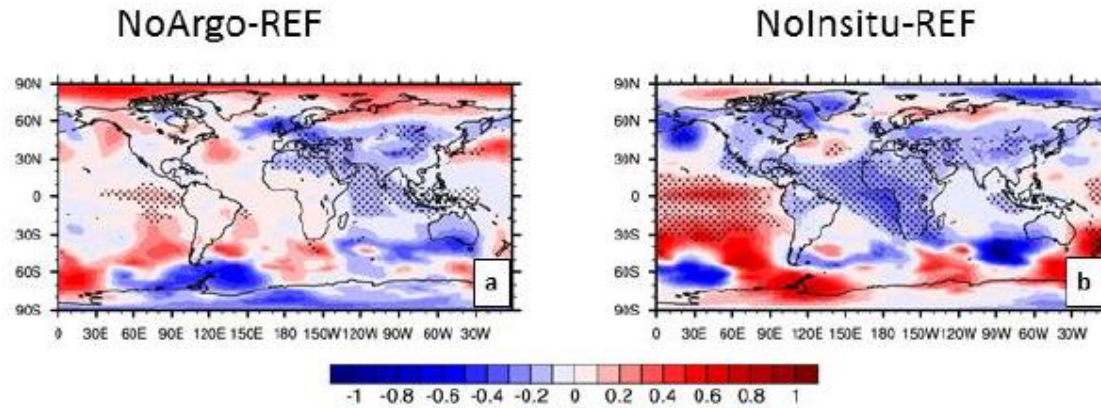 NoArgo-REF
NoInsitu-REF
90N
60N
30N
0
30S
60S
90S
a
0 30E 60E 90E 120E 150E 180 150W 120W 90W 60W 30W
90N
60N
30N
0
30S
60S
90S
b
0 30E 60E 90E 120E 150E 180 150W 120W 90W 60W 30W
-1 -0.8 -0.6 -0.4 -0.2 0 0.2 0.4 0.6 0.8 1